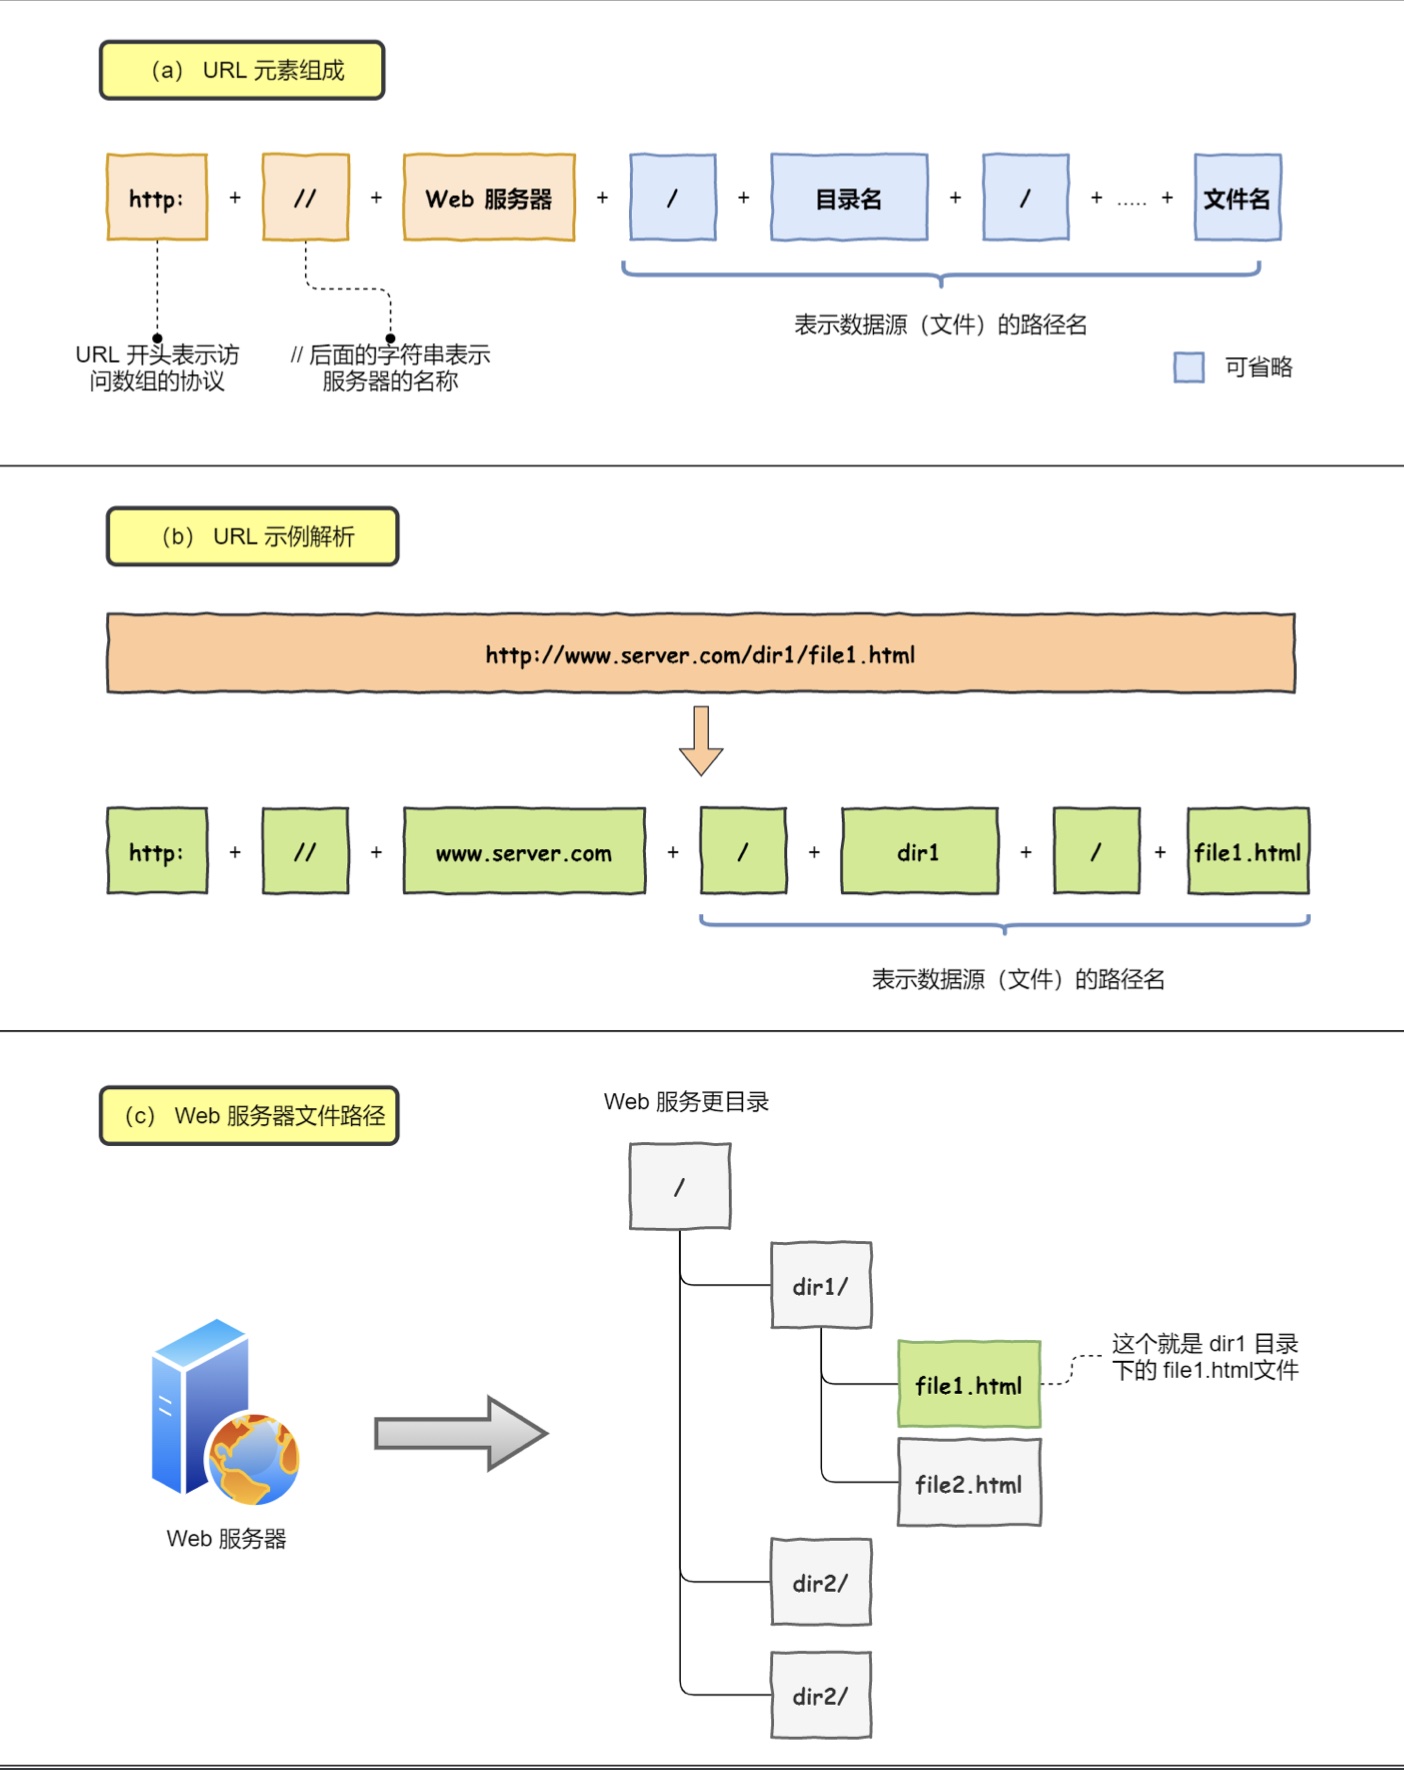 （a） URL 元素组成
http: + // + Web 服务器 + / + 目录名 + / + ..... + 文件名
表示数据源（文件）的路径名
URL 开头表示访
问数组的协议
// 后面的字符串表示
服务器的名称
可省略
（b） URL 示例解析
http://www.server.com/dir1/file1.html
http: + // + www.server.com + / + dir1 + / + file1.html
表示数据源（文件）的路径名
（c） Web 服务器文件路径
Web 服务更目录
/
dir1/
file1.html
这个就是 dir1 目录
下的 file1.html文件
file2.html
Web 服务器
dir2/
dir2/